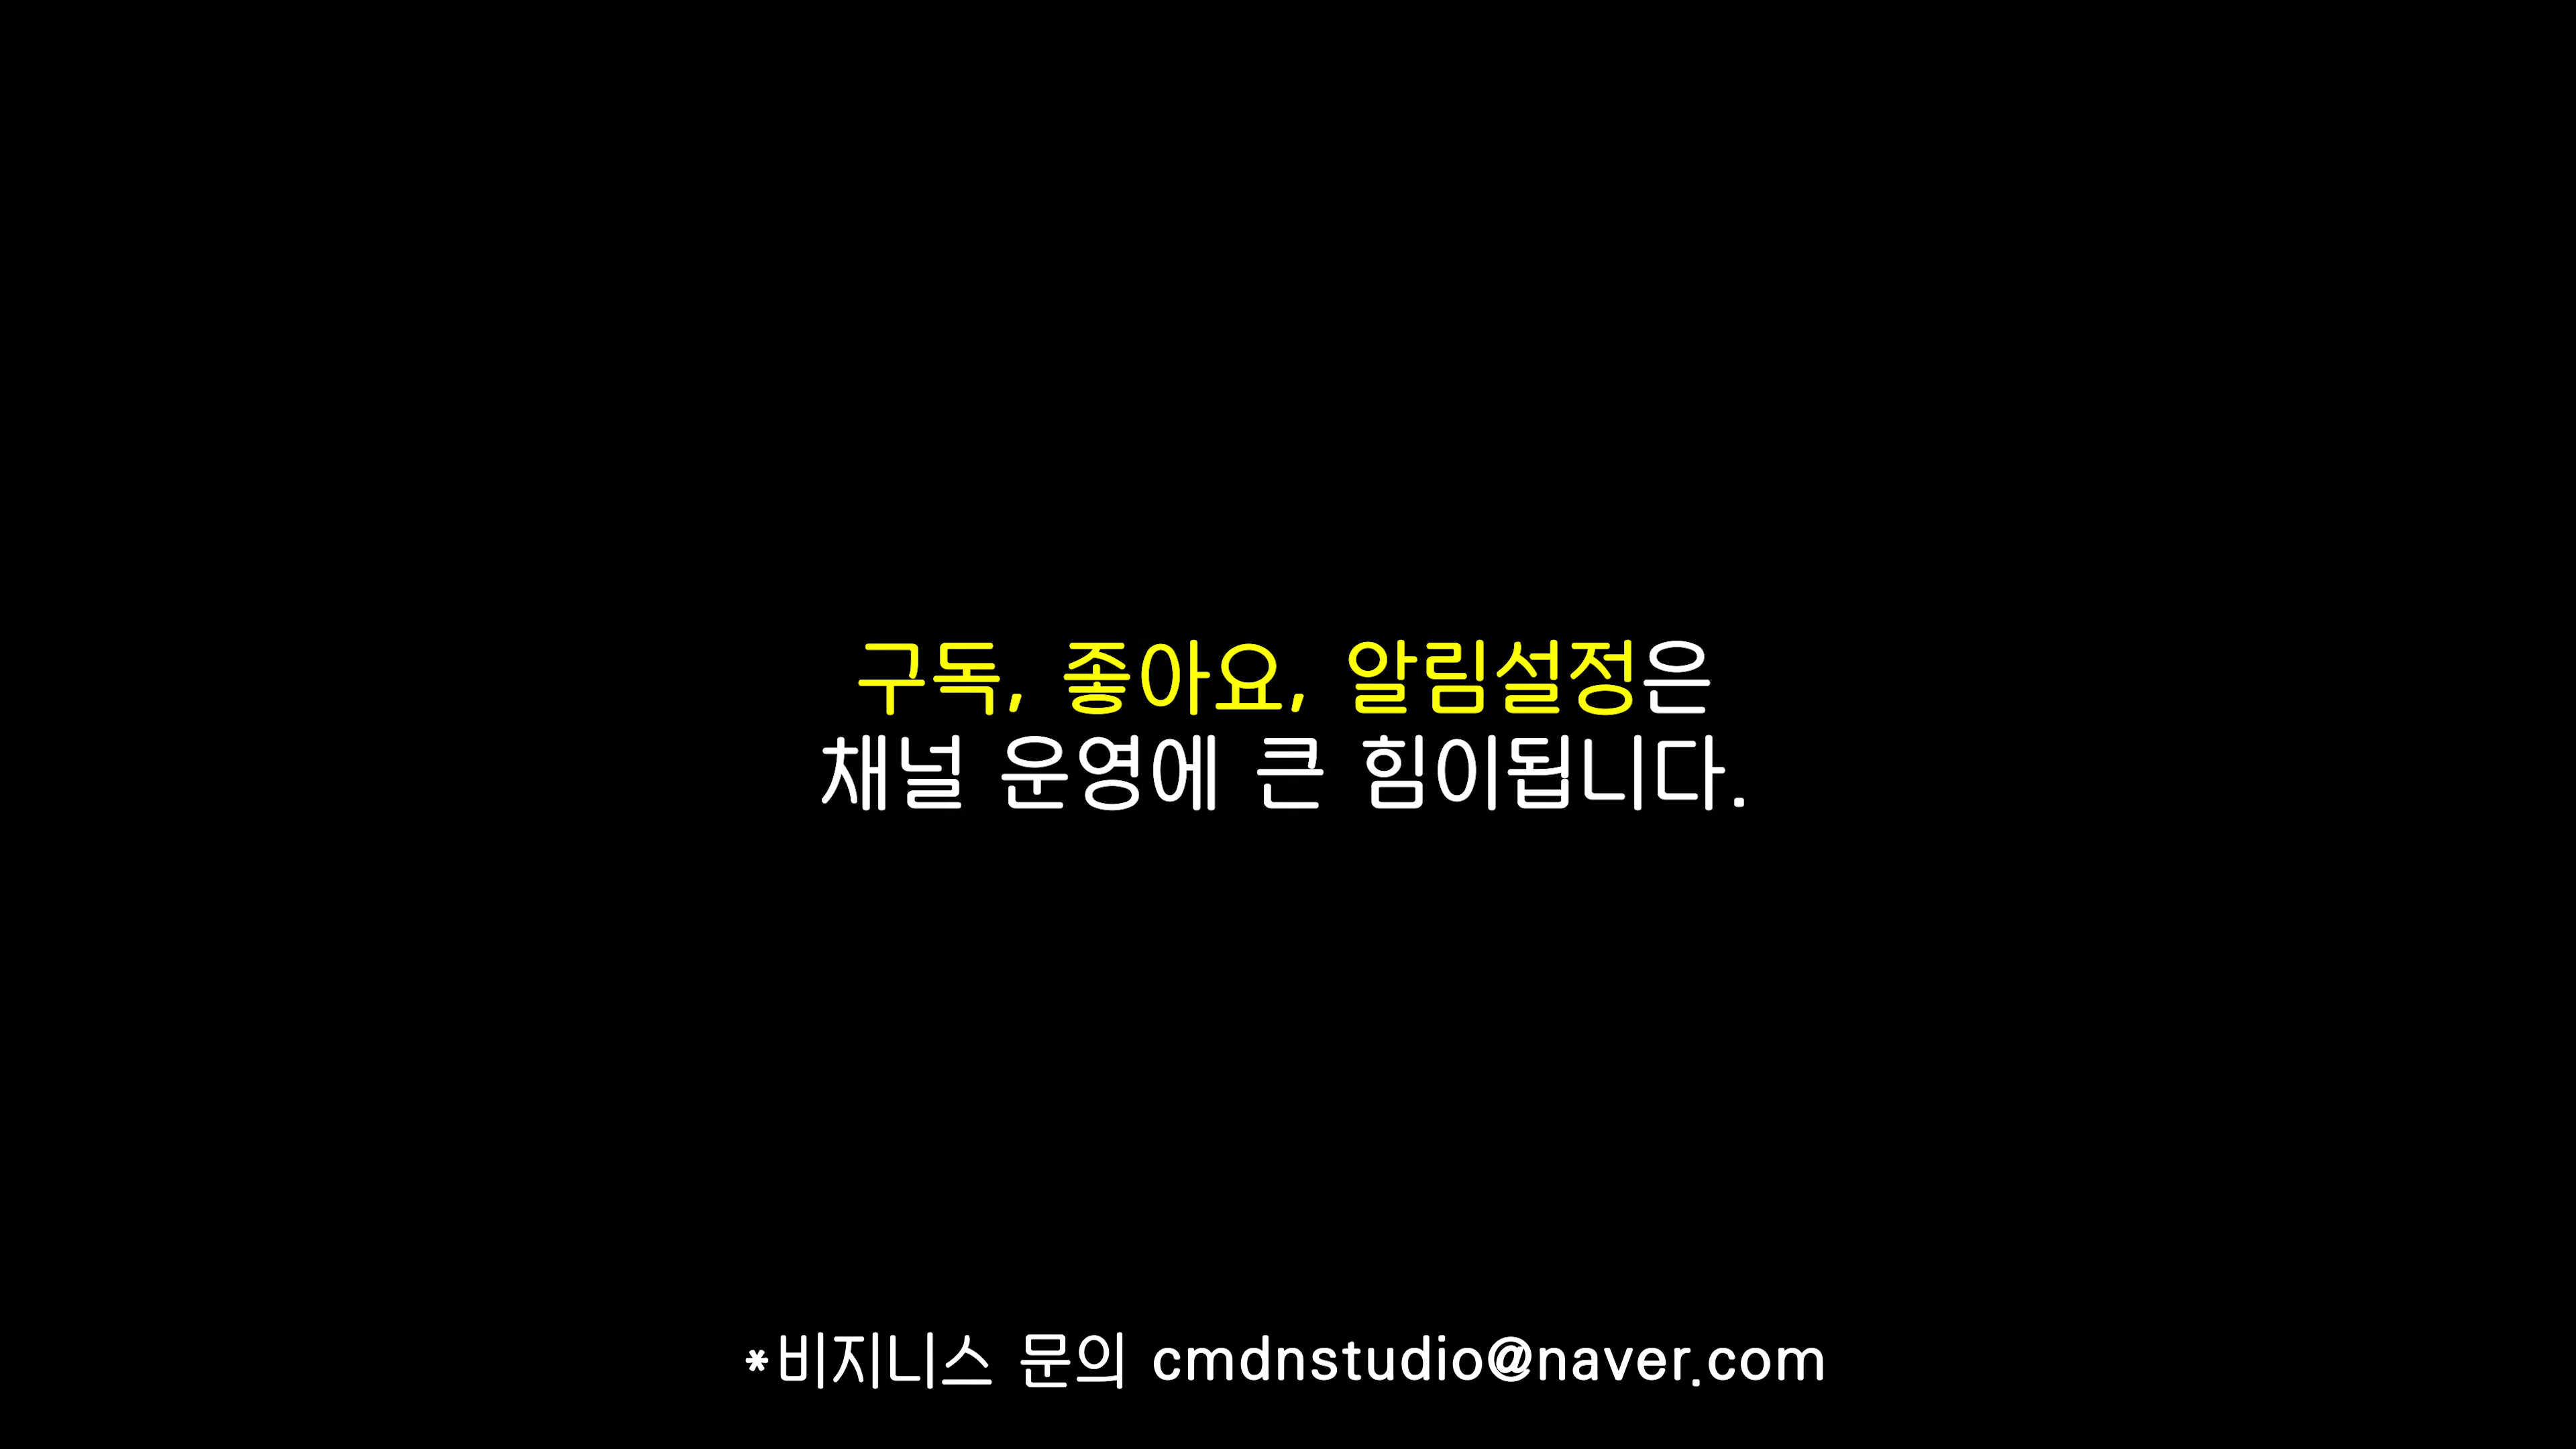 구독, 좋아요, 알림설정은
채널 운영에 큰 힘이됩니다.
*비지니스 문의 cmdnstudio@naver.com